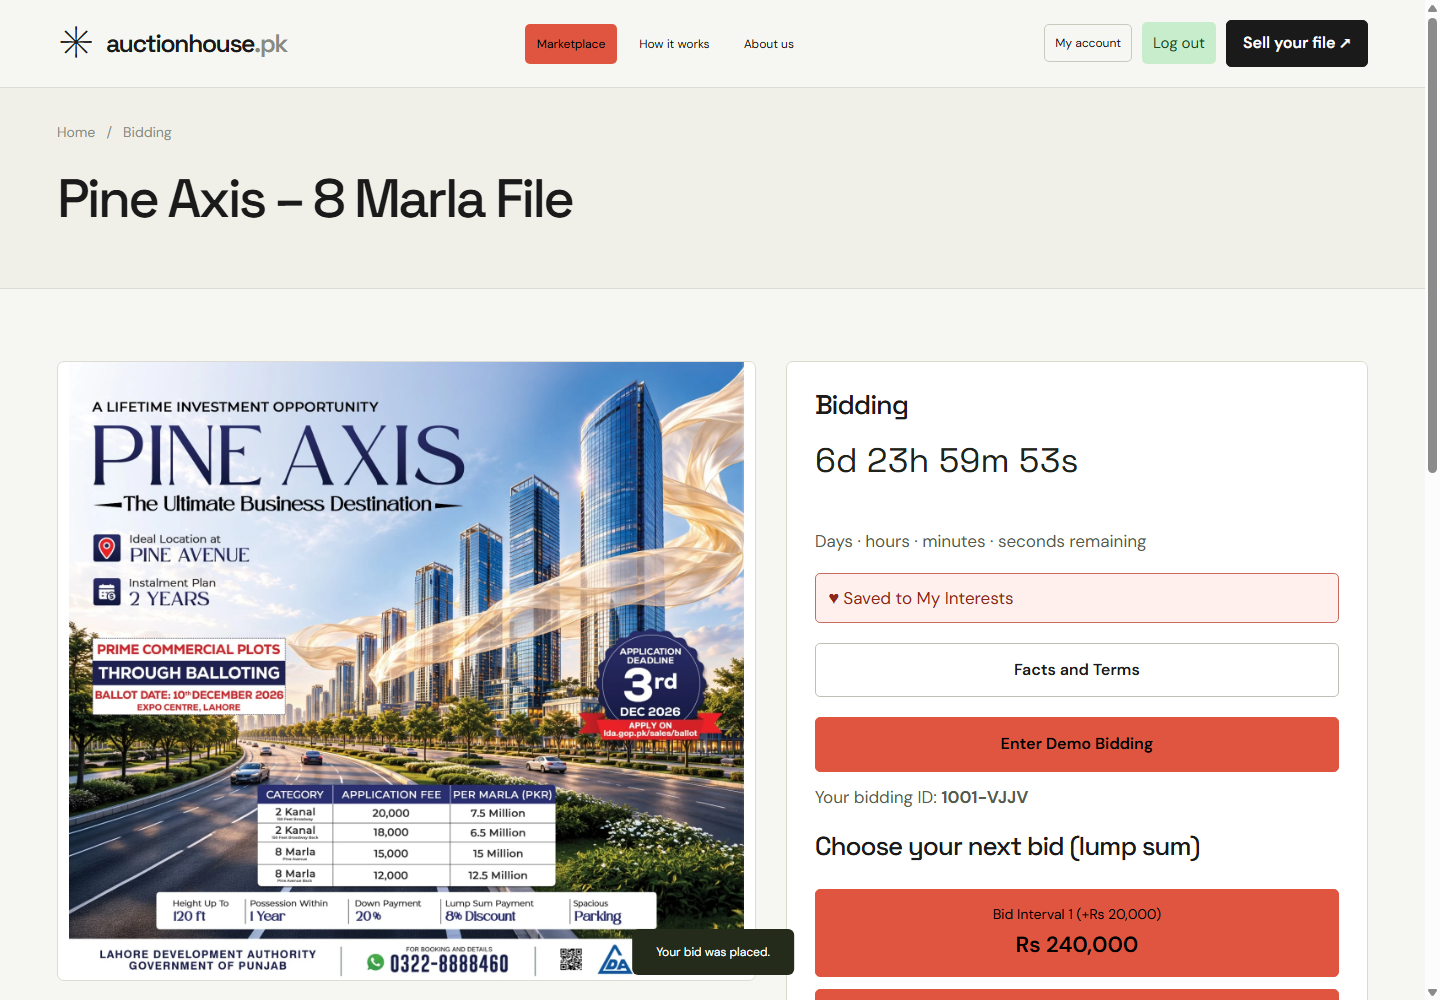 auctionhouse.pk
Marketplace
How it works
About us
My account
Log out
Sell your file ↗
Home / Bidding
Pine Axis – 8 Marla File
A LIFETIME INVESTMENT OPPORTUNITY
PINE AXIS
The Ultimate Business Destination
Ideal Location at
PINE AVENUE
Instalment Plan
2 YEARS
PRIME COMMERCIAL PLOTS
THROUGH BALLOTING
BALLOT DATE: 10th DECEMBER 2026
EXPO CENTRE, LAHORE
APPLICATION
DEADLINE
3rd
DEC 2026
APPLY ON
lda.gop.pk/sales/ballot
CATEGORY APPLICATION FEE PER MARLA (PKR)
2 Kanal 20,000 7.5 Million
2 Kanal 18,000 6.5 Million
8 Marla 15,000 15 Million
Pine Avenue
8 Marla 12,000 12.5 Million
Pine Avenue Back
Height Up To Possession Within Down Payment Lump Sum Payment Spacious
120 ft 1 Year 20% 8% Discount Parking
LAHORE DEVELOPMENT AUTHORITY
GOVERNMENT OF PUNJAB
FOR BOOKING AND DETAILS
0322-8888460
LDA
Your bid was placed.
Bidding
6d 23h 59m 53s
Days · hours · minutes · seconds remaining
♥ Saved to My Interests
Facts and Terms
Enter Demo Bidding
Your bidding ID: 1001-VJJV
Choose your next bid (lump sum)
Bid Interval 1 (+Rs 20,000)
Rs 240,000